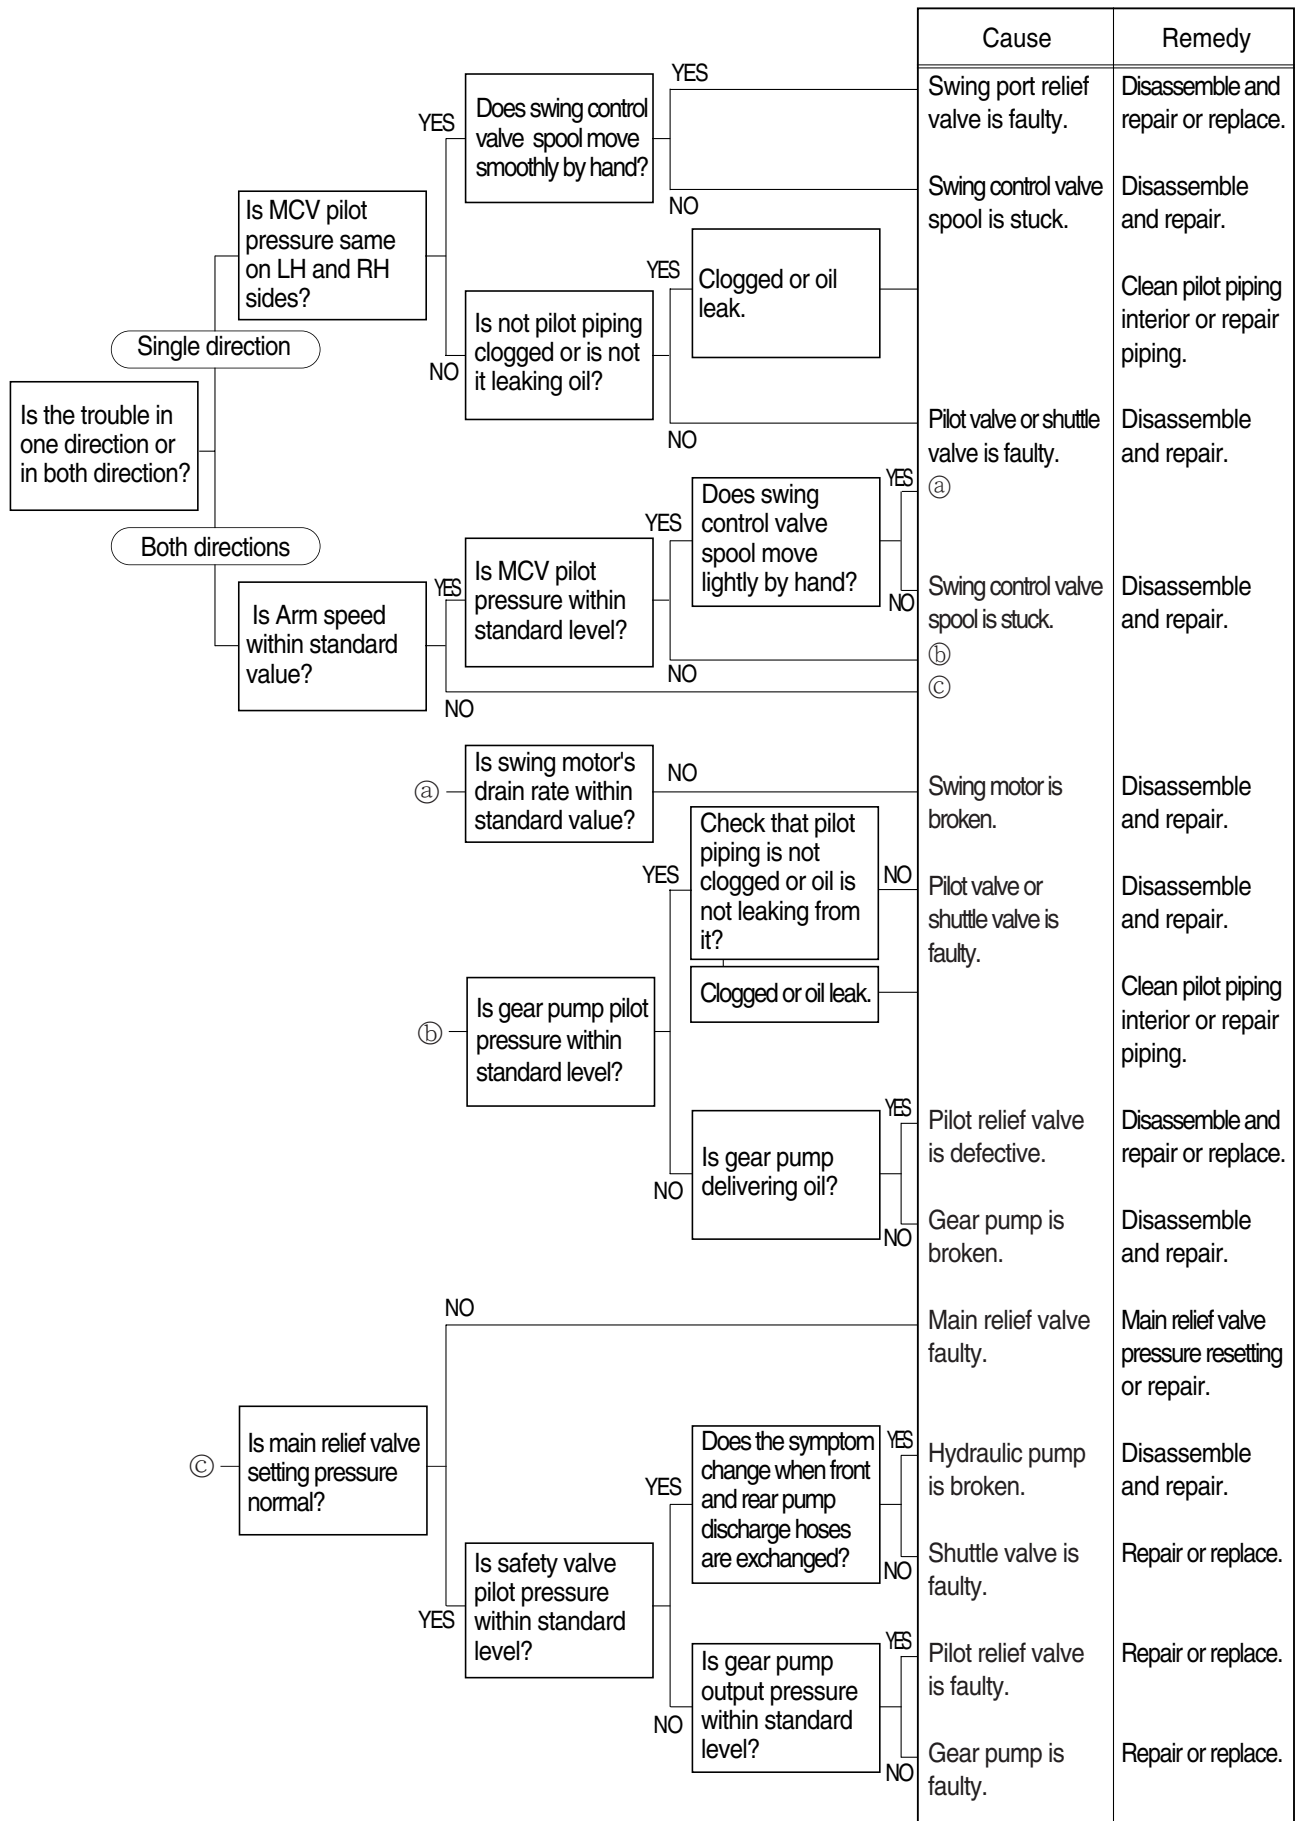 Cause
Remedy
YES
Does swing control
valve spool move
smoothly by hand?
YES
Swing port relief
valve is faulty.
Disassemble and
repair or replace.
NO
Swing control valve
spool is stuck.
Disassemble
and repair.
Is MCV pilot
pressure same
on LH and RH
sides?
NO
Is not pilot piping
clogged or is not
it leaking oil?
YES
Clogged or oil
leak.
Clean pilot piping
interior or repair
piping.
NO
Pilot valve or shuttle
valve is faulty.
Disassemble
and repair.
Single direction
Is the trouble in
one direction or
in both direction?
Both directions
Is Arm speed
within standard
value?
YES
Is MCV pilot
pressure within
standard level?
YES
Does swing
control valve
spool move
lightly by hand?
YES
ⓐ
NO
Swing control valve
spool is stuck.
Disassemble
and repair.
NO
ⓑ
NO
ⓒ
ⓐ
Is swing motor's
drain rate within
standard value?
NO
Swing motor is
broken.
Disassemble
and repair.
ⓑ
Is gear pump pilot
pressure within
standard level?
YES
Check that pilot
piping is not
clogged or oil is
not leaking from
it?
NO
Pilot valve or
shuttle valve is
faulty.
Disassemble
and repair.
Clogged or oil leak.
Clean pilot piping
interior or repair
piping.
NO
Is gear pump
delivering oil?
YES
Pilot relief valve
is defective.
Disassemble and
repair or replace.
NO
Gear pump is
broken.
Disassemble
and repair.
ⓒ
Is main relief valve
setting pressure
normal?
NO
Main relief valve
faulty.
Main relief valve
pressure resetting
or repair.
YES
Is safety valve
pilot pressure
within standard
level?
YES
Does the symptom
change when front
and rear pump
discharge hoses
are exchanged?
YES
Hydraulic pump
is broken.
Disassemble
and repair.
NO
Shuttle valve is
faulty.
Repair or replace.
NO
Is gear pump
output pressure
within standard
level?
YES
Pilot relief valve
is faulty.
Repair or replace.
NO
Gear pump is
faulty.
Repair or replace.